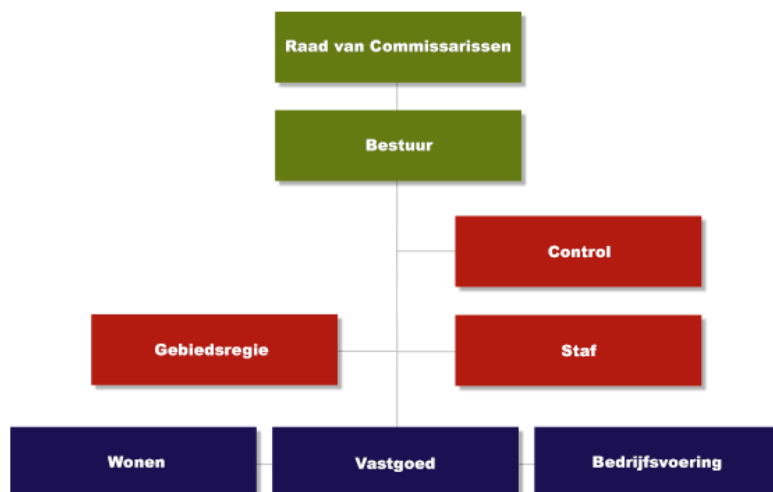 Raad van Commissarissen
Bestuur
Control
Gebiedsregie
Staf
Wonen
Vastgoed
Bedrijfsvoering